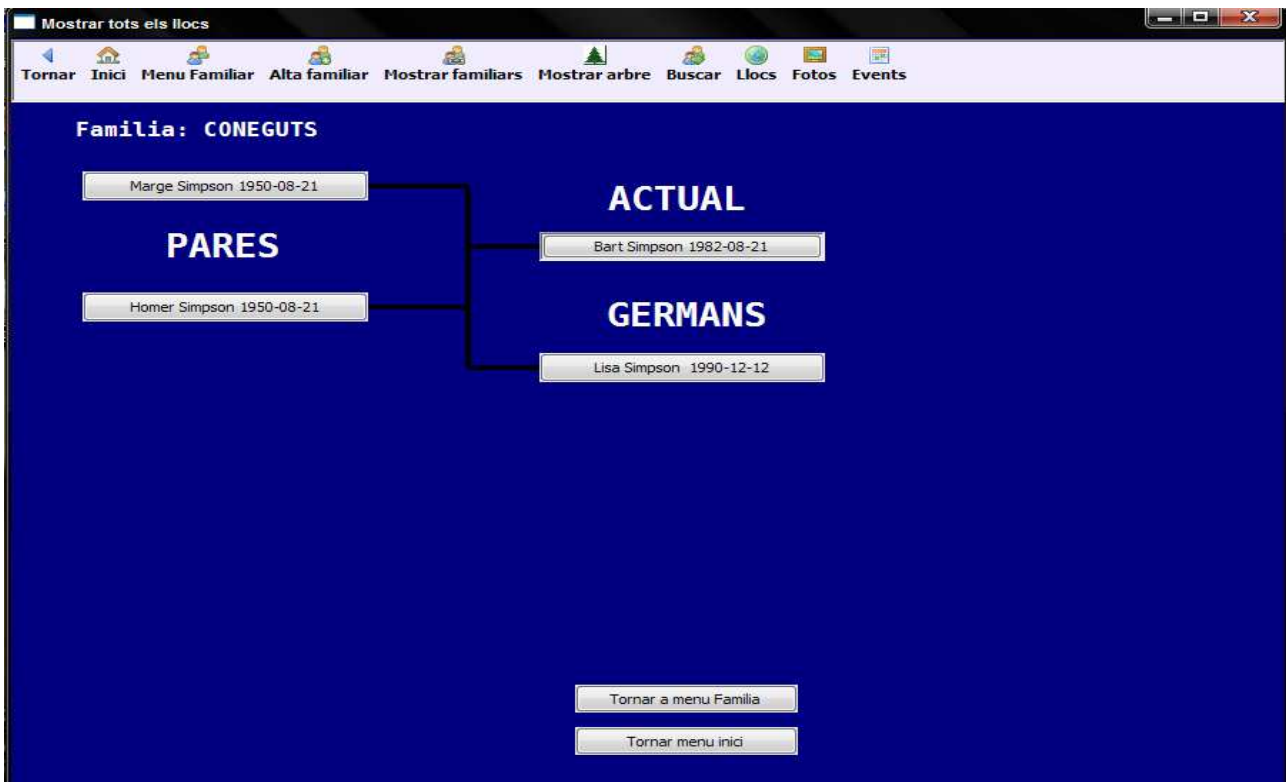 Mostrar tots els llocs
Tornar Inici Menu Familiar Alta familiar Mostrar familiars Mostrar arbre Buscar Llocs Fotos Events
Familia: CONEGUTS
Marge Simpson 1950-08-21
ACTUAL
PARES
Bart Simpson 1982-08-21
Homer Simpson 1950-08-21
GERMANS
Lisa Simpson 1990-12-12
Tornar a menu Familia
Tornar menu inici